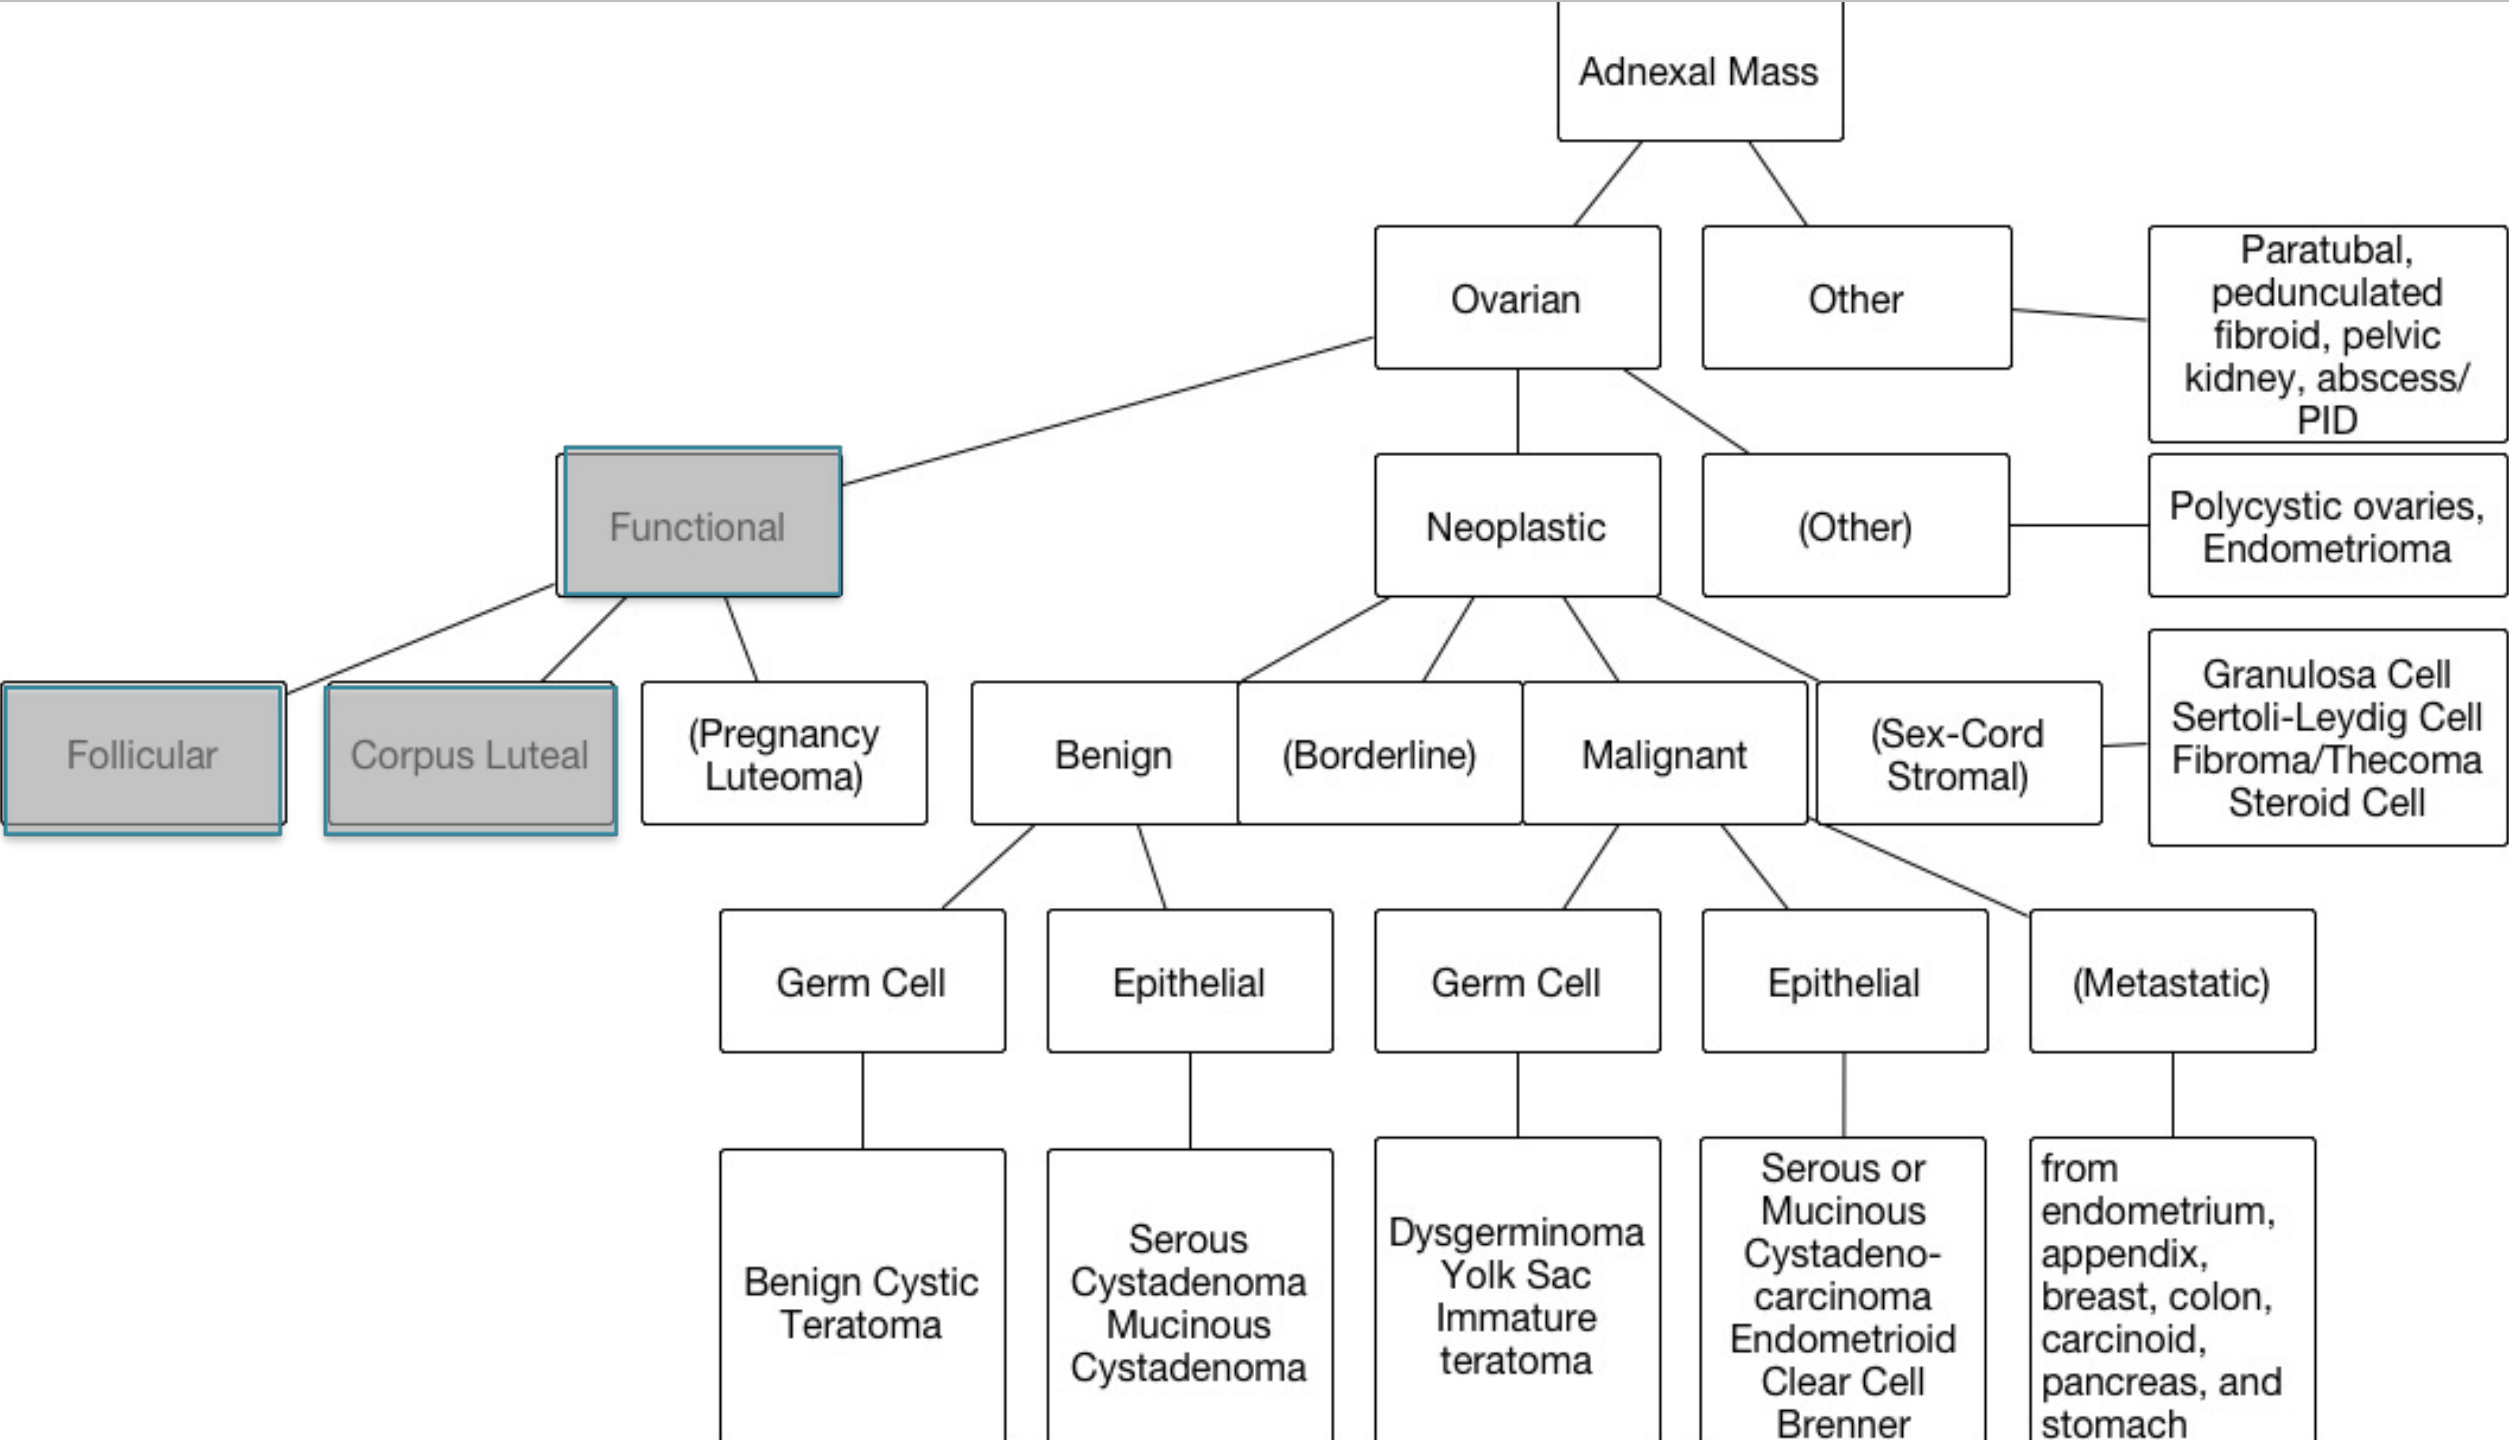 Adnexal Mass
Ovarian
Other
Paratubal,
pedunculated
fibroid, pelvic
kidney, abscess/
PID
Functional
Neoplastic
(Other)
Polycystic ovaries,
Endometrioma
Follicular
Corpus Luteal
(Pregnancy
Luteoma)
Benign
(Borderline)
Malignant
(Sex-Cord
Stromal)
Granulosa Cell
Sertoli-Leydig Cell
Fibroma/Thecoma
Steroid Cell
Germ Cell
Epithelial
Germ Cell
Epithelial
(Metastatic)
Benign Cystic
Teratoma
Serous
Cystadenoma
Mucinous
Cystadenoma
Dysgerminoma
Yolk Sac
Immature
teratoma
Serous or
Mucinous
Cystadeno-
carcinoma
Endometrioid
Clear Cell
Brenner
from
endometrium,
appendix,
breast, colon,
carcinoid,
pancreas, and
stomach